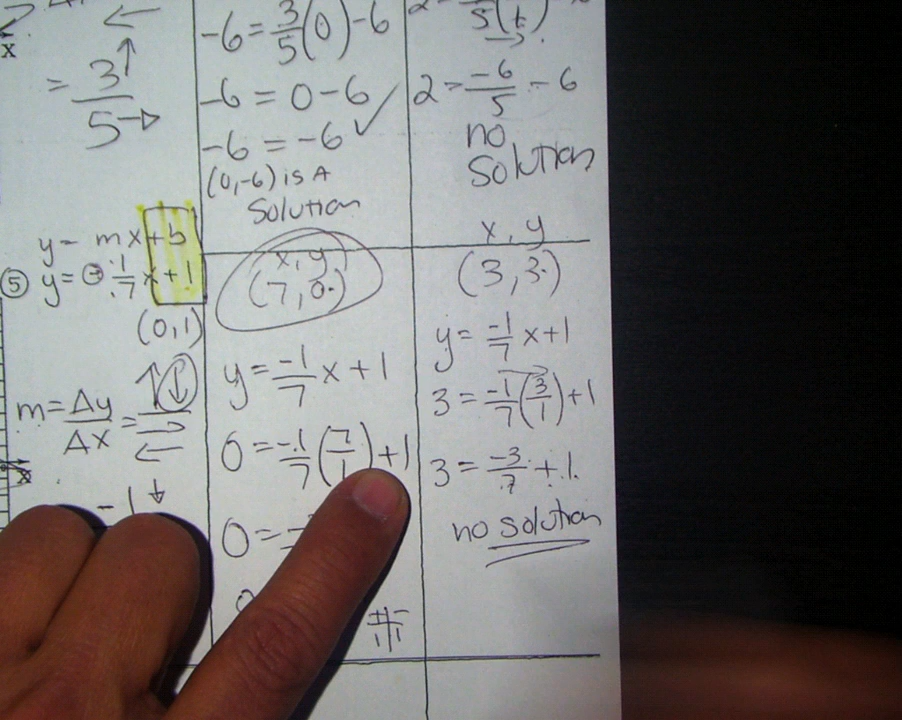 = 3/5
-6 = 3/5(0) - 6
-6 = 0 - 6
-6 = -6 ✓
(0,-6) is A
Solution
2 = -6/5 - 6
no
Solution
y = mx + b
⑤ y = - 1/7 x + 1
(0,1)
m = Δy/Δx =
-1
x, y
(7, 0)
y = -1/7 x + 1
0 = -1/7 (7/1) + 1
0 =
x, y
(3, 3)
y = -1/7 x + 1
3 = -1/7 (3/1) + 1
3 = -3/7 + 1
no solution